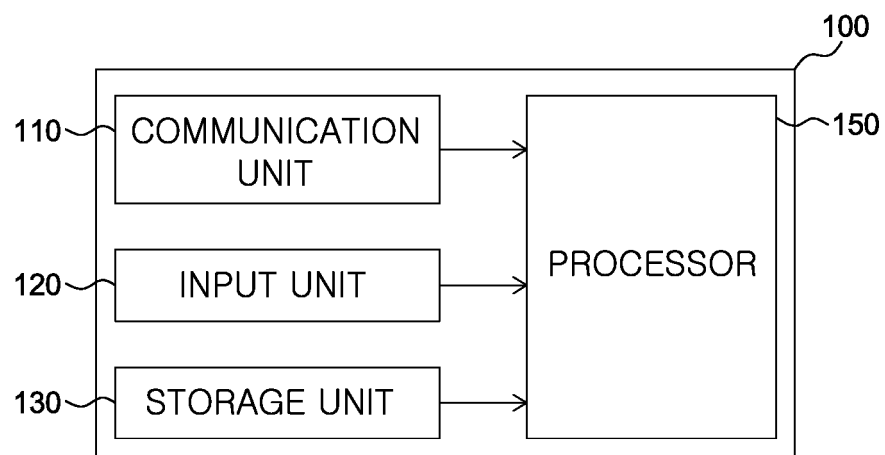 100
110
COMMUNICATION
UNIT
150
120
INPUT UNIT
PROCESSOR
130
STORAGE UNIT